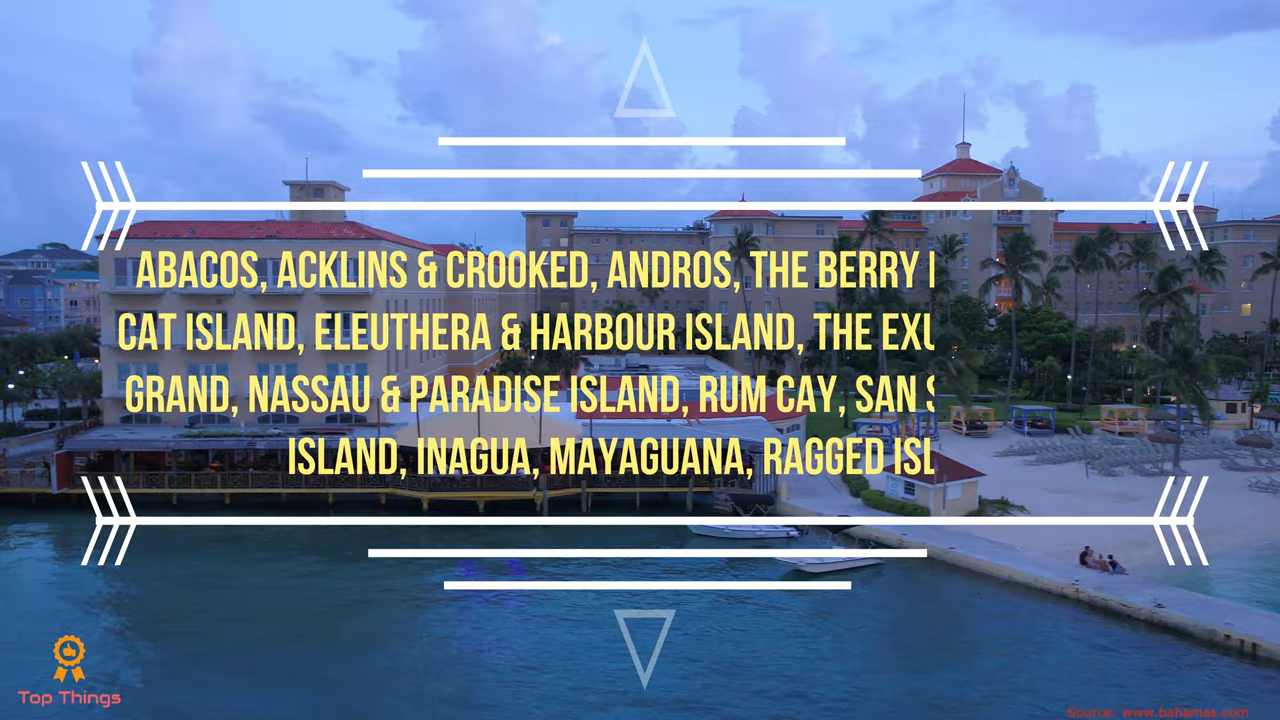 ABACOS, ACKLINS & CROOKED, ANDROS, THE BERRY
CAT ISLAND, ELEUTHERA & HARBOUR ISLAND, THE
GRAND, NASSAU & PARADISE ISLAND, RUM CAY, SAN
ISLAND, INAGUA, MAYAGUANA, RAGGED
Top Things
Source: www.bahamas.com